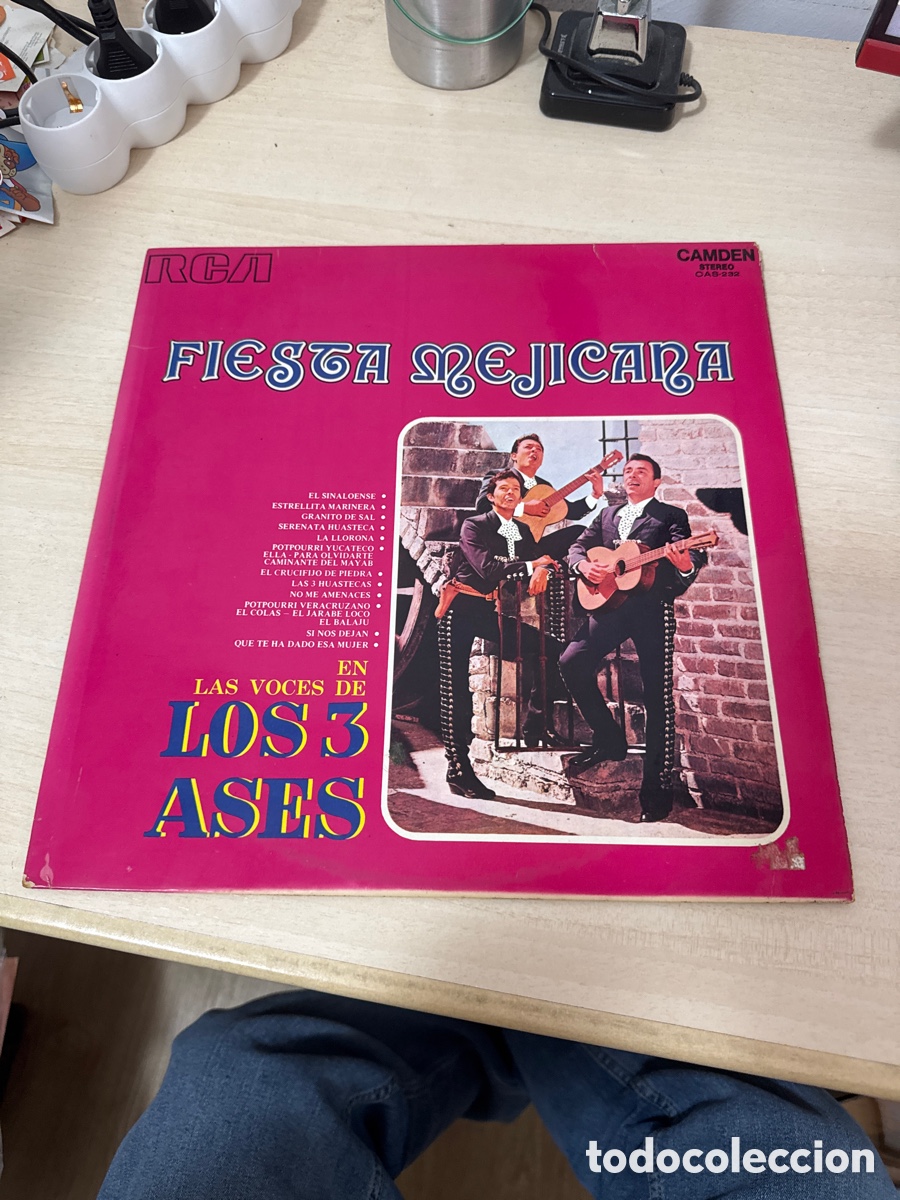 RCA
CAMDEN
STEREO
CAS-232
FIESTA MEJICANA
EL SINALOENSE •
ESTRELLITA MARINERA •
GRANITO DE SAL •
SERENATA HUASTECA •
LA LLORONA •
POTPOURRI YUCATECO •
ELLA - PARA OLVIDARTE
CAMINANTE DEL MAYAB
EL CRUCIFIJO DE PIEDRA •
LAS 3 HUASTECAS •
NO ME AMENACES •
POTPOURRI VERACRUZANO •
EL COLAS — EL JARABE LOCO
EL BALAJU
SI NOS DEJAN •
QUE TE HA DADO ESA MUJER •
EN
LAS VOCES DE
LOS 3
ASES
todocoleccion